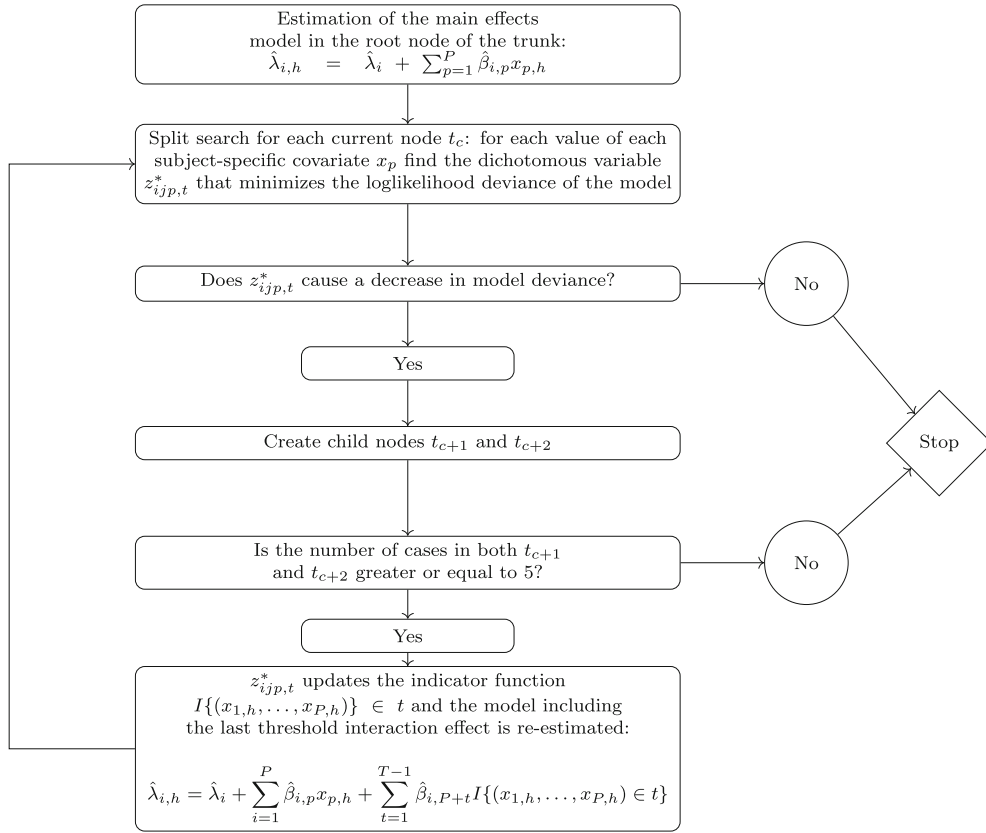 Estimation of the main effects
model in the root node of the trunk:
λ̂_{i,h} = λ̂_i + ∑_{p=1}^{P} β̂_{i,p} x_{p,h}
Split search for each current node t_c: for each value of each
subject-specific covariate x_p find the dichotomous variable
z*_{ijp,t} that minimizes the loglikelihood deviance of the model
Does z*_{ijp,t} cause a decrease in model deviance?
No
Yes
Create child nodes t_{c+1} and t_{c+2}
Stop
Is the number of cases in both t_{c+1}
and t_{c+2} greater or equal to 5?
No
Yes
z*_{ijp,t} updates the indicator function
I{(x_{1,h}, . . . , x_{P,h})} ∈ t and the model including
the last threshold interaction effect is re-estimated:
λ̂_{i,h} = λ̂_i + ∑_{i=1}^{P} β̂_{i,p} x_{p,h} + ∑_{t=1}^{T−1} β̂_{i,P+t} I{(x_{1,h}, . . . , x_{P,h}) ∈ t}